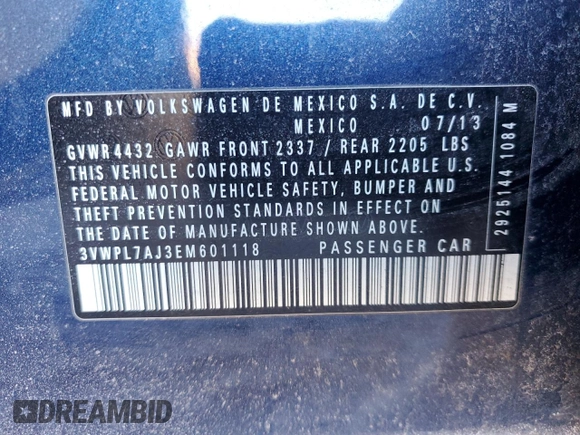 MFD BY VOLKSWAGEN DE MEXICO S.A. DE C.V.
MEXICO 07/13
GVWR 4432 GAWR FRONT 2337 / REAR 2205 LBS
THIS VEHICLE CONFORMS TO ALL APPLICABLE U.S.
FEDERAL MOTOR VEHICLE SAFETY, BUMPER AND
THEFT PREVENTION STANDARDS IN EFFECT ON
THE DATE OF MANUFACTURE SHOWN ABOVE.
3VWPL7AJ3EM601118 PASSENGER CAR
2925144 1084 M
DREAMBID